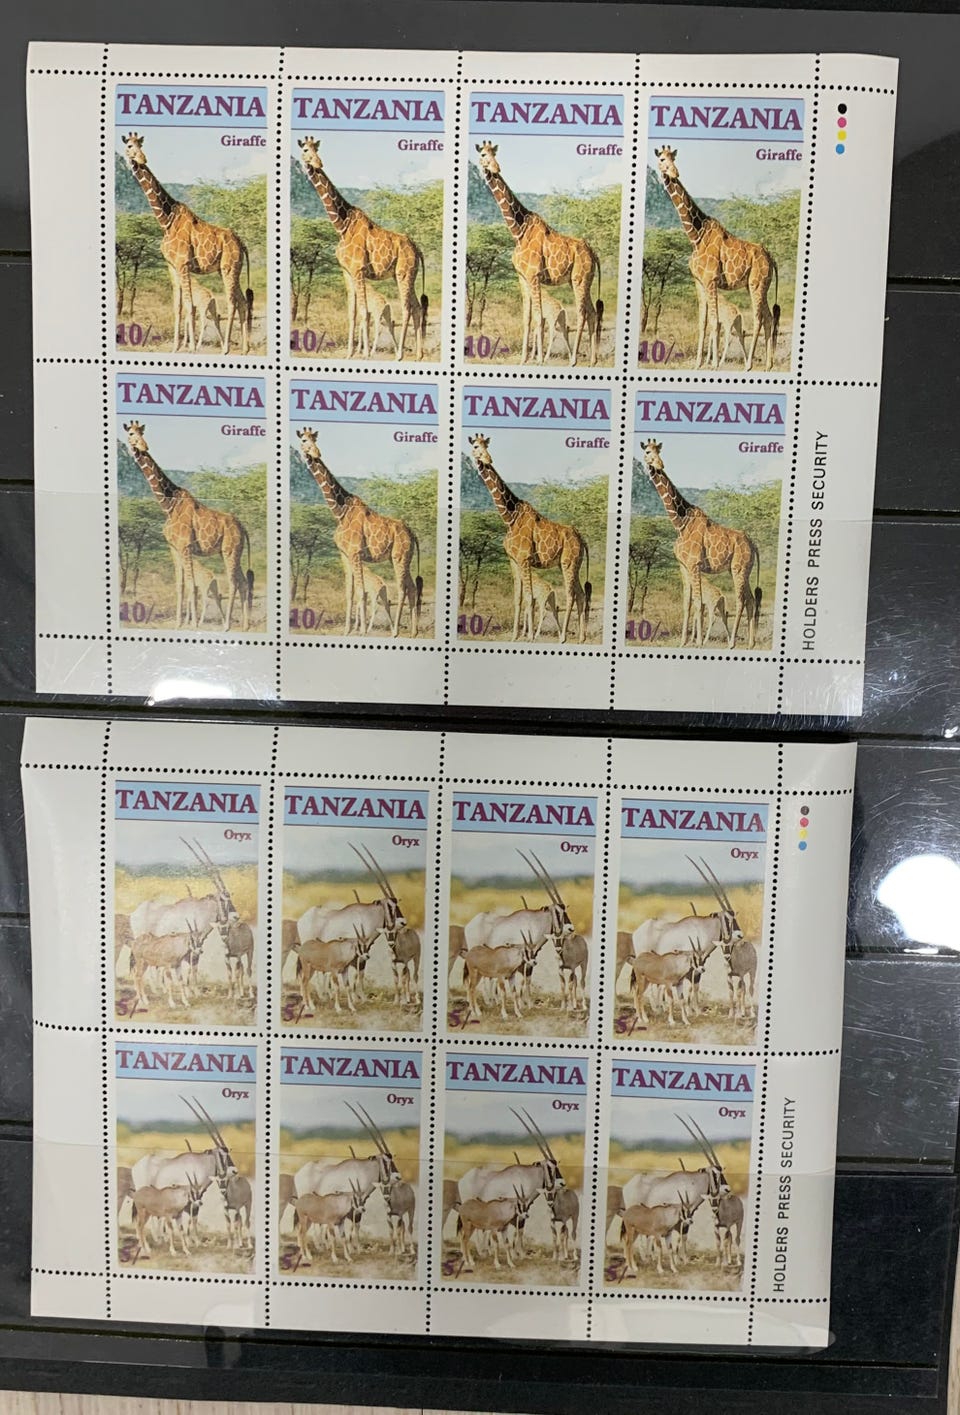 TANZANIA TANZANIA TANZANIA TANZANIA
Giraffe Giraffe Giraffe Giraffe
10/- 10/- 10/- 10/-
TANZANIA TANZANIA TANZANIA TANZANIA
Giraffe Giraffe Giraffe Giraffe
10/- 10/- 10/- 10/-
HOLDERS PRESS SECURITY
TANZANIA TANZANIA TANZANIA TANZANIA
Oryx Oryx Oryx Oryx
5/- 5/- 5/- 5/-
TANZANIA TANZANIA TANZANIA TANZANIA
Oryx Oryx Oryx Oryx
5/- 5/- 5/- 5/-
HOLDERS PRESS SECURITY